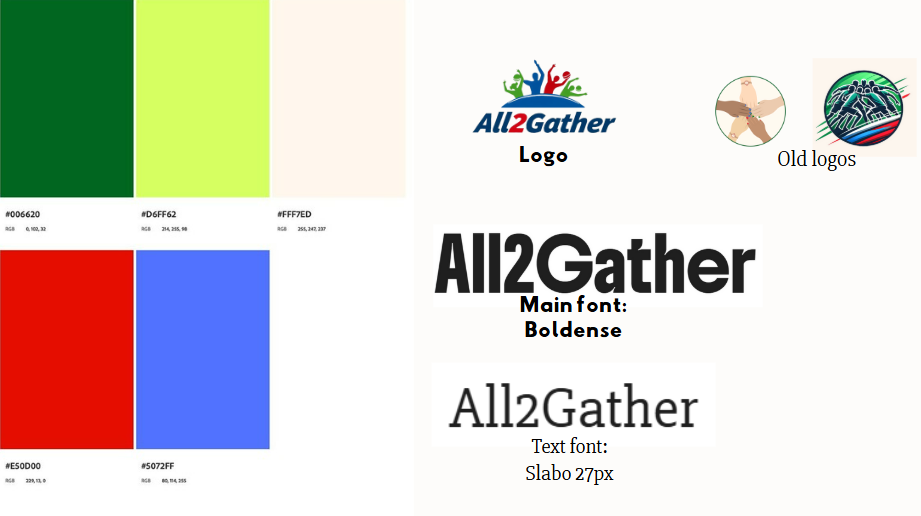 #006620
RGB 0, 102, 32
#D6FF62
RGB 214, 255, 98
#FFF7ED
RGB 255, 247, 237
#E50D00
RGB 229, 13, 0
#5072FF
RGB 80, 114, 255
All2Gather
Logo
Old logos
All2Gather
Main font:
Boldense
All2Gather
Text font:
Slabo 27px